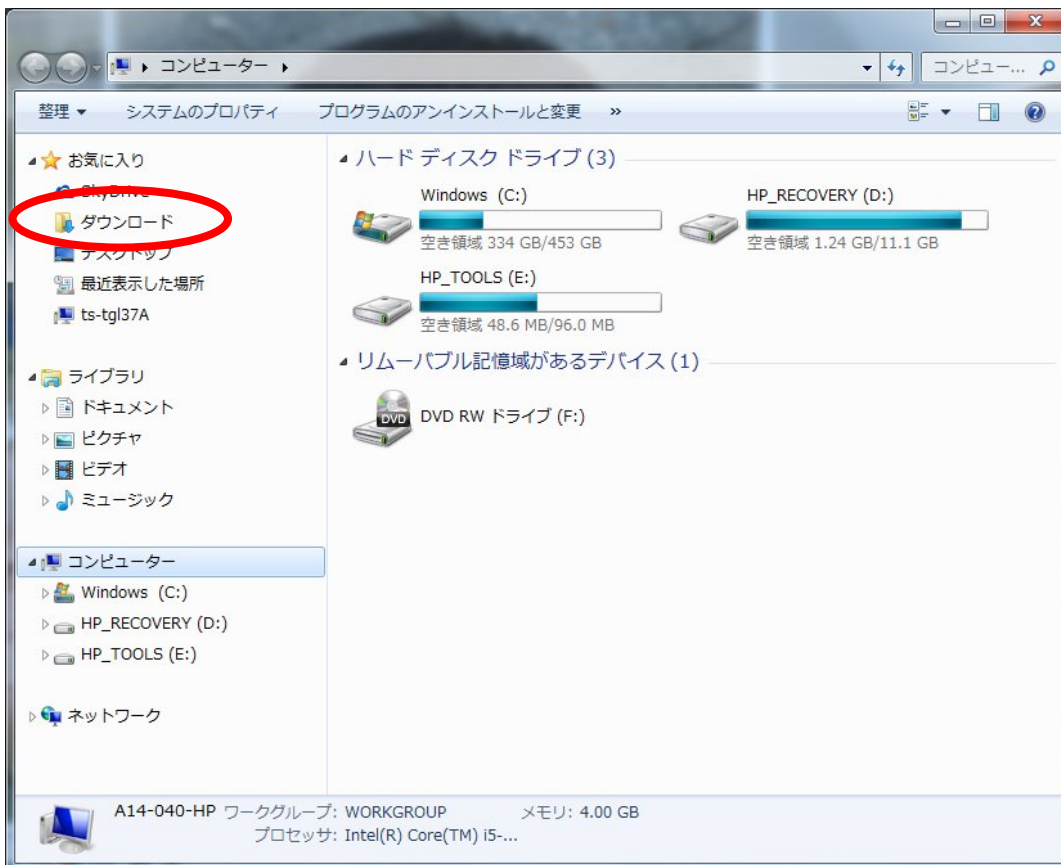 コンピューター
コンピュー...
整理 システムのプロパティ プログラムのアンインストールと変更 »
お気に入り
SkyDrive
ダウンロード
デスクトップ
最近表示した場所
ts-tgl37A
ライブラリ
ドキュメント
ピクチャ
ビデオ
ミュージック
コンピューター
Windows (C:)
HP_RECOVERY (D:)
HP_TOOLS (E:)
ネットワーク
ハード ディスク ドライブ (3)
Windows (C:)
空き領域 334 GB/453 GB
HP_RECOVERY (D:)
空き領域 1.24 GB/11.1 GB
HP_TOOLS (E:)
空き領域 48.6 MB/96.0 MB
リムーバブル記憶域があるデバイス (1)
DVD
DVD RW ドライブ (F:)
A14-040-HP ワークグループ: WORKGROUP メモリ: 4.00 GB
プロセッサ: Intel(R) Core(TM) i5-...